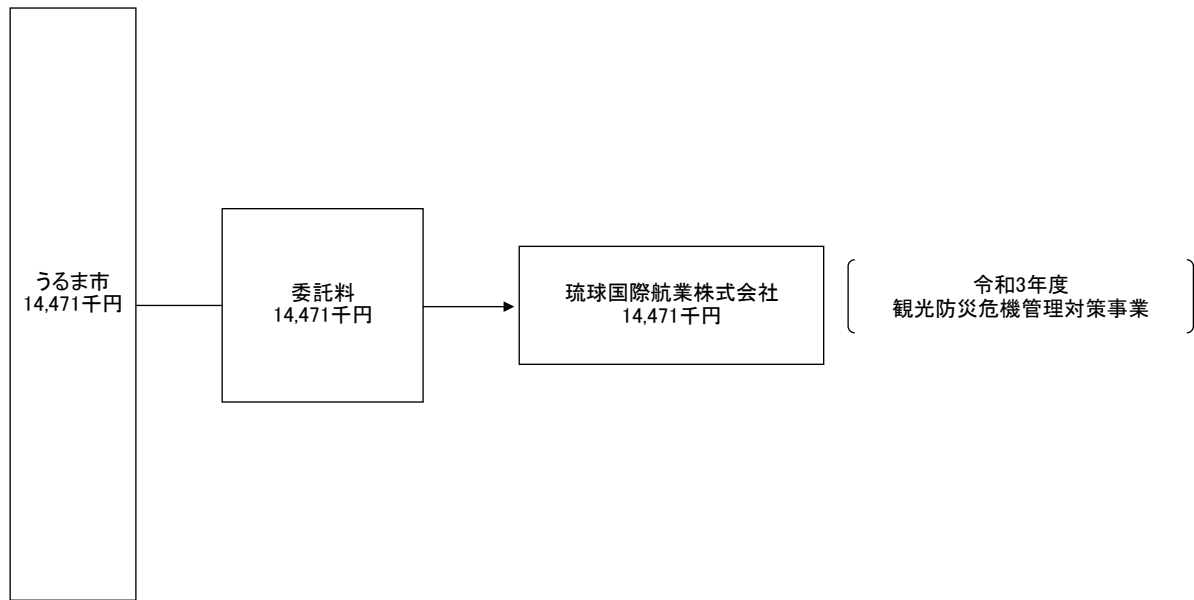 うるま市
14,471千円
委託料
14,471千円
琉球国際航業株式会社
14,471千円
令和3年度
観光防災危機管理対策事業